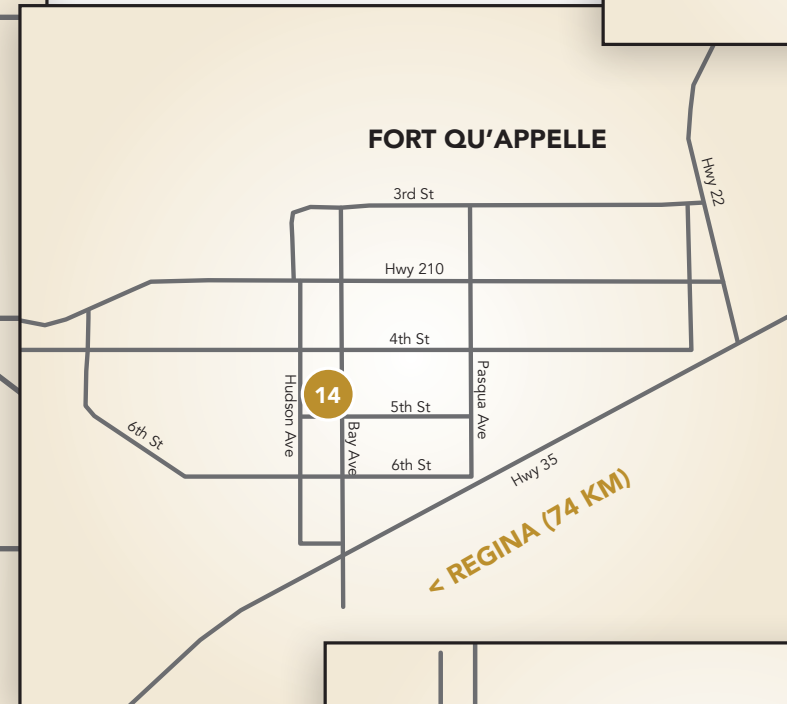 FORT QU'APPELLE
Hwy 22
3rd St
Hwy 210
4th St
Hudson Ave
14
Pasqua Ave
5th St
Bay Ave
6th St
6th St
Hwy 35
< REGINA (74 KM)